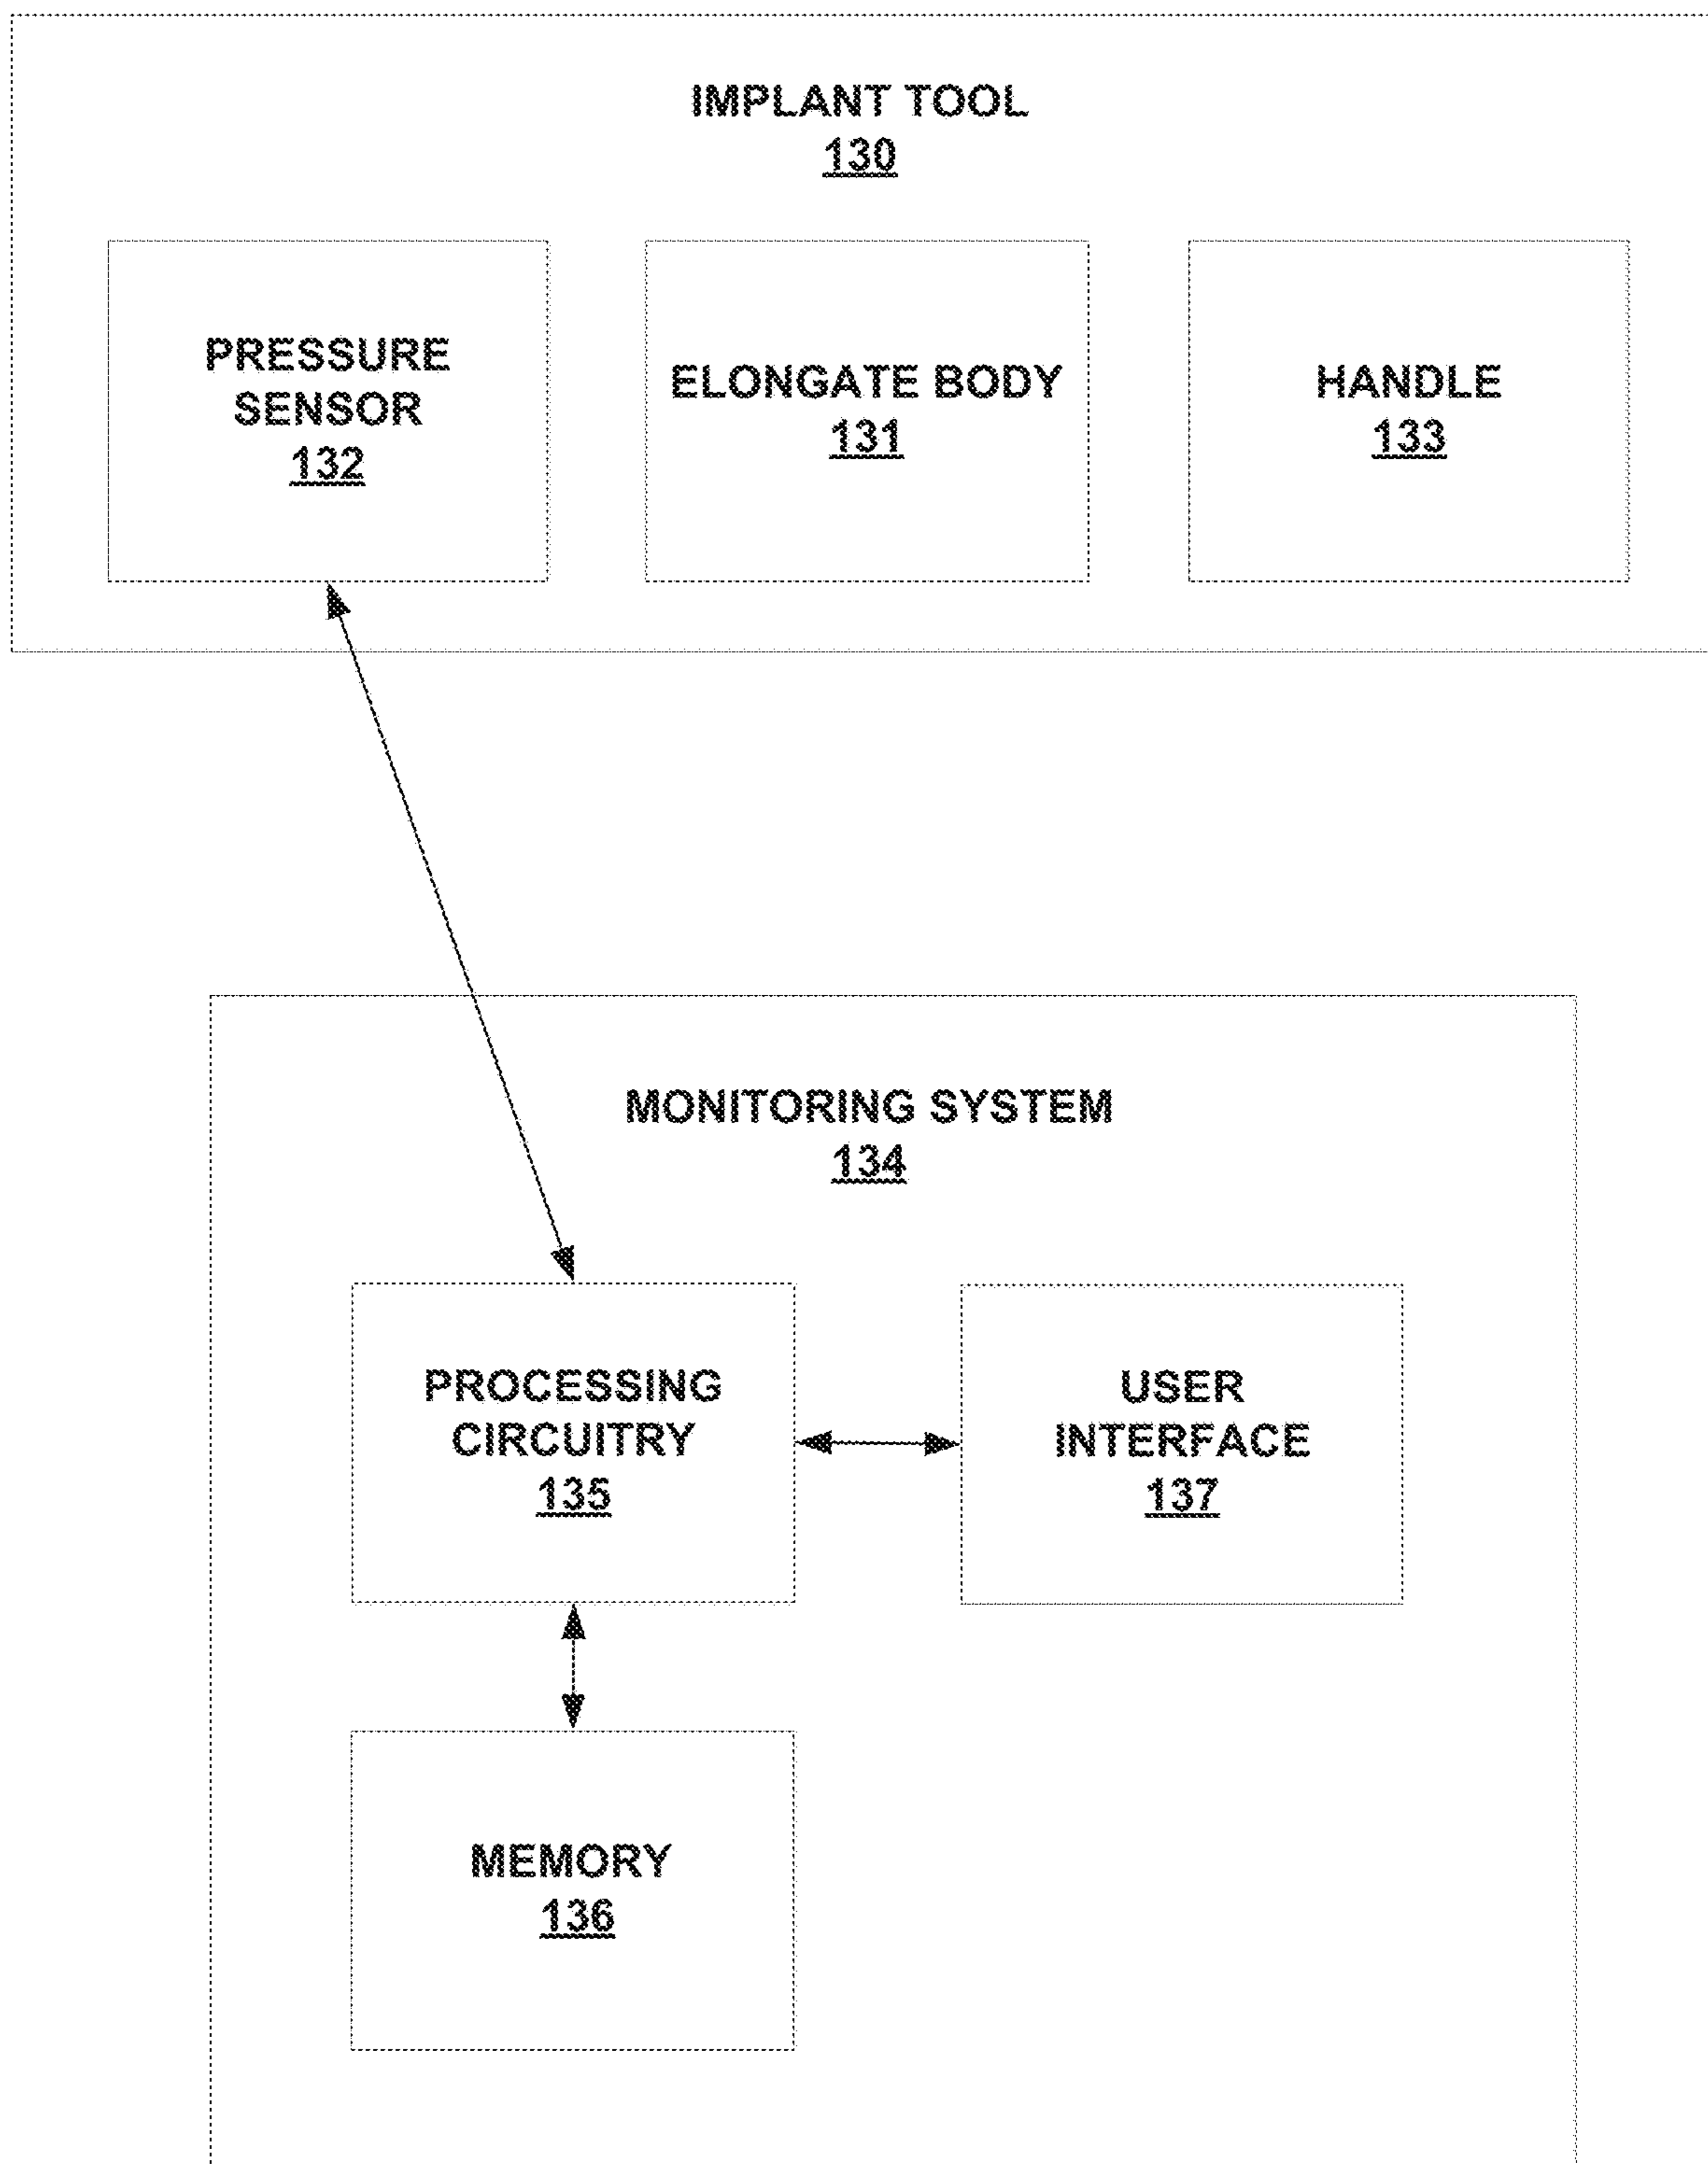 IMPLANT TOOL
130
PRESSURE
SENSOR
132
ELONGATE BODY
131
HANDLE
133
MONITORING SYSTEM
134
PROCESSING
CIRCUITRY
135
USER
INTERFACE
137
MEMORY
136